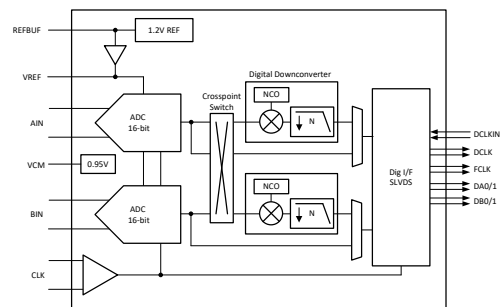 REFBUF
1.2V REF
VREF
Digital Downconverter
Crosspoint
Switch
NCO
ADC
16-bit
N
AIN
VCM
0.95V
Dig I/F
SLVDS
DCLKIN
DCLK
FCLK
DA0/1
DB0/1
NCO
ADC
16-bit
N
BIN
CLK